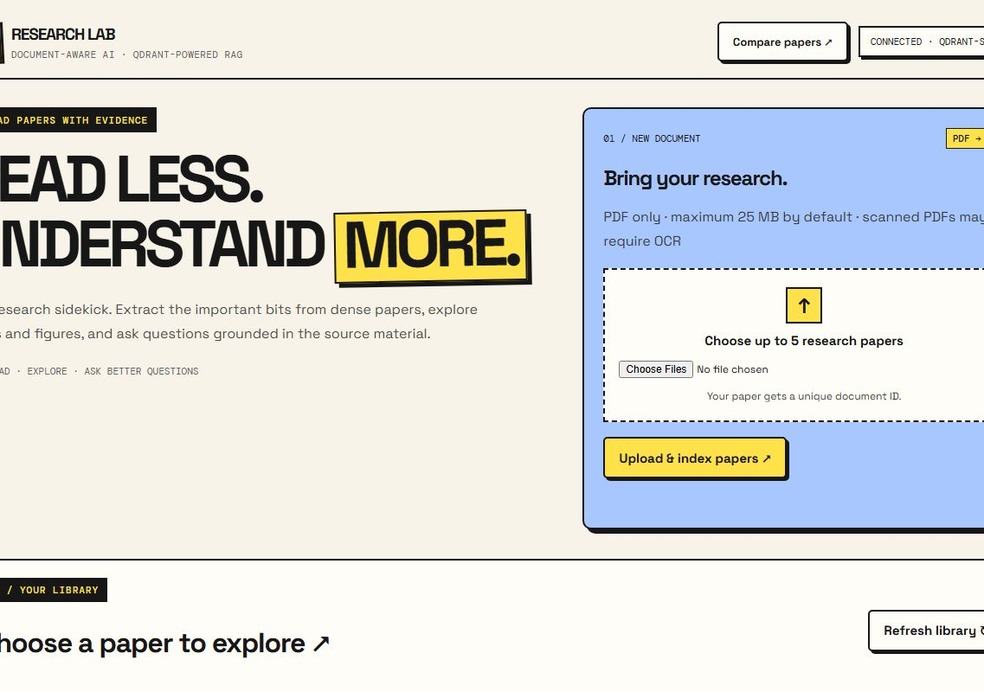 RESEARCH LAB
DOCUMENT-AWARE AI · QDRANT-POWERED RAG
Compare papers ↗
CONNECTED · QDRANT-S
AD PAPERS WITH EVIDENCE
EAD LESS.
NDERSTAND MORE.
esearch sidekick. Extract the important bits from dense papers, explore
s and figures, and ask questions grounded in the source material.
AD · EXPLORE · ASK BETTER QUESTIONS
01 / NEW DOCUMENT
PDF →
Bring your research.
PDF only · maximum 25 MB by default · scanned PDFs may
require OCR
↑
Choose up to 5 research papers
Choose Files No file chosen
Your paper gets a unique document ID.
Upload & index papers ↗
/ YOUR LIBRARY
hoose a paper to explore ↗
Refresh library ↻